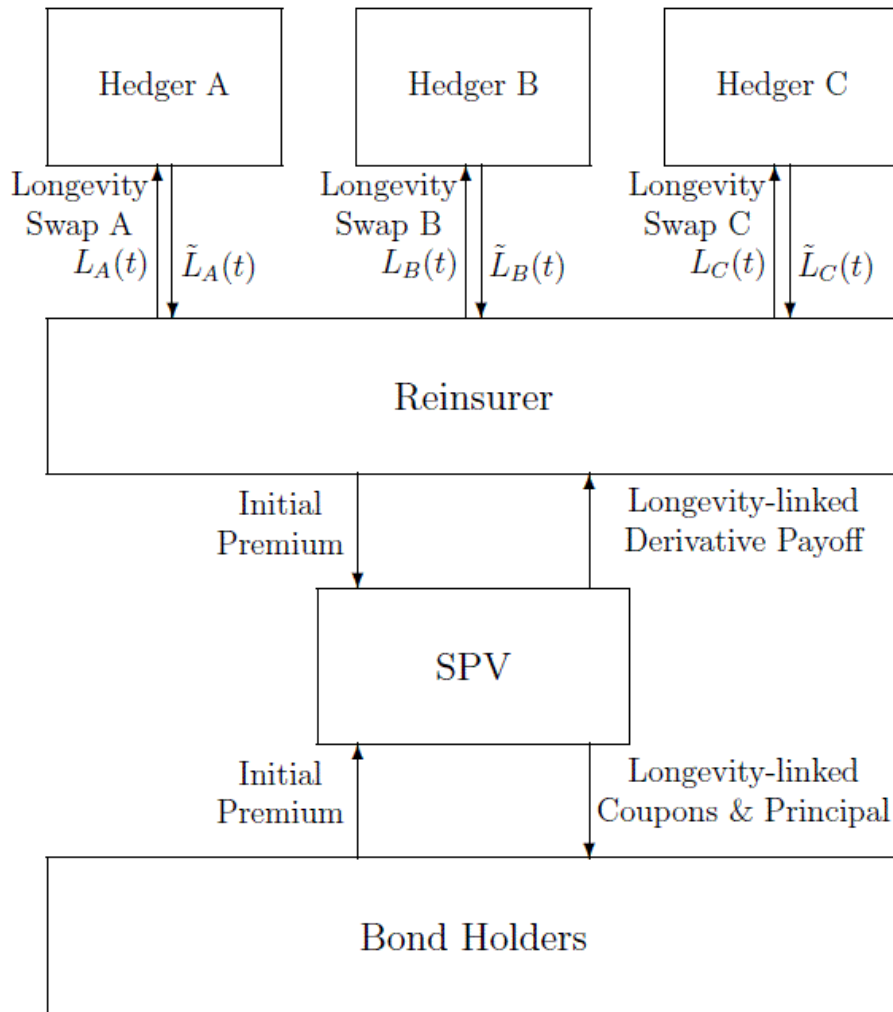 Hedger A
Hedger B
Hedger C
Longevity
Swap A
L_A(t)
L̃_A(t)
Longevity
Swap B
L_B(t)
L̃_B(t)
Longevity
Swap C
L_C(t)
L̃_C(t)
Reinsurer
Initial
Premium
Longevity-linked
Derivative Payoff
SPV
Initial
Premium
Longevity-linked
Coupons & Principal
Bond Holders